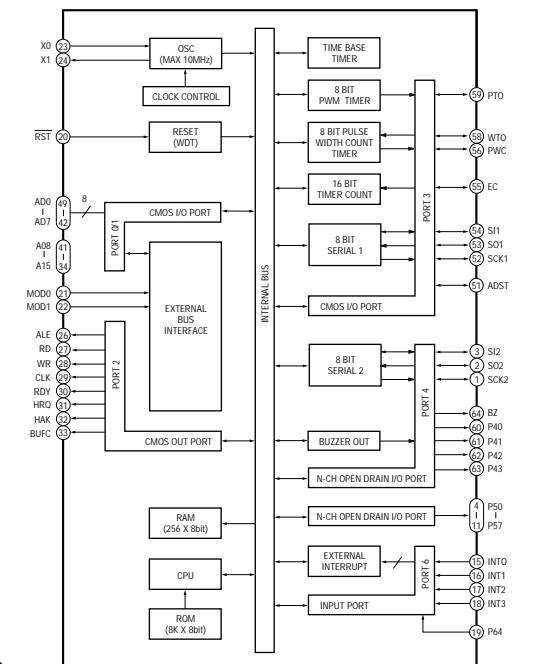 X0 23
X1 24
OSC
(MAX 10MHz)
CLOCK CONTROL
RST 20
RESET
(WDT)
AD0
AD7
49
42
8
CMOS I/O PORT
A08
A15
41
34
PORT 0/1
MOD0 21
MOD1 22
EXTERNAL
BUS
INTERFACE
ALE 26
RD 27
WR 28
CLK 29
RDY 30
HRQ 31
HAK 32
BUFC 33
PORT 2
CMOS OUT PORT
RAM
(256 X 8bit)
CPU
ROM
(8K X 8bit)
INTERNAL BUS
TIME BASE
TIMER
8 BIT
PWM TIMER
8 BIT PULSE
WIDTH COUNT
TIMER
16 BIT
TIMER COUNT
8 BIT
SERIAL 1
CMOS I/O PORT
PORT 3
59 PTO
58 WTO
56 PWC
55 EC
54 SI1
53 SO1
52 SCK1
51 ADST
8 BIT
SERIAL 2
BUZZER OUT
N-CH OPEN DRAIN I/O PORT
PORT 4
3 SI2
2 SO2
1 SCK2
64 BZ
60 P40
61 P41
62 P42
63 P43
N-CH OPEN DRAIN I/O PORT
4 P50
11 P57
EXTERNAL
INTERRUPT
INPUT PORT
PORT 6
15 INTO
16 INT1
17 INT2
18 INT3
19 P64